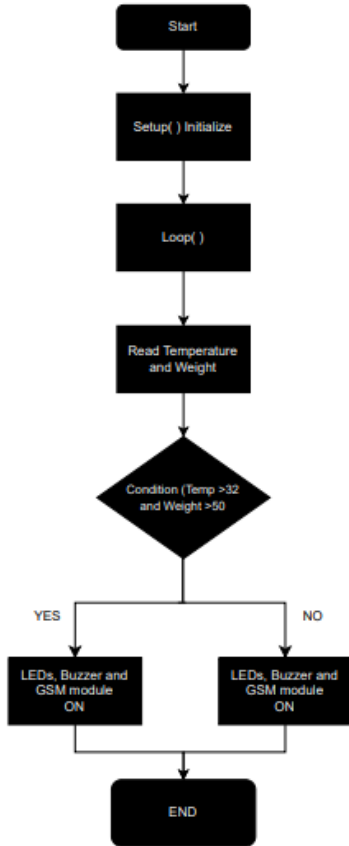 Start
Setup( ) Initialize
Loop( )
Read Temperature
and Weight
Condition (Temp >32
and Weight >50
YES
NO
LEDs, Buzzer and
GSM module
ON
LEDs, Buzzer and
GSM module
ON
END